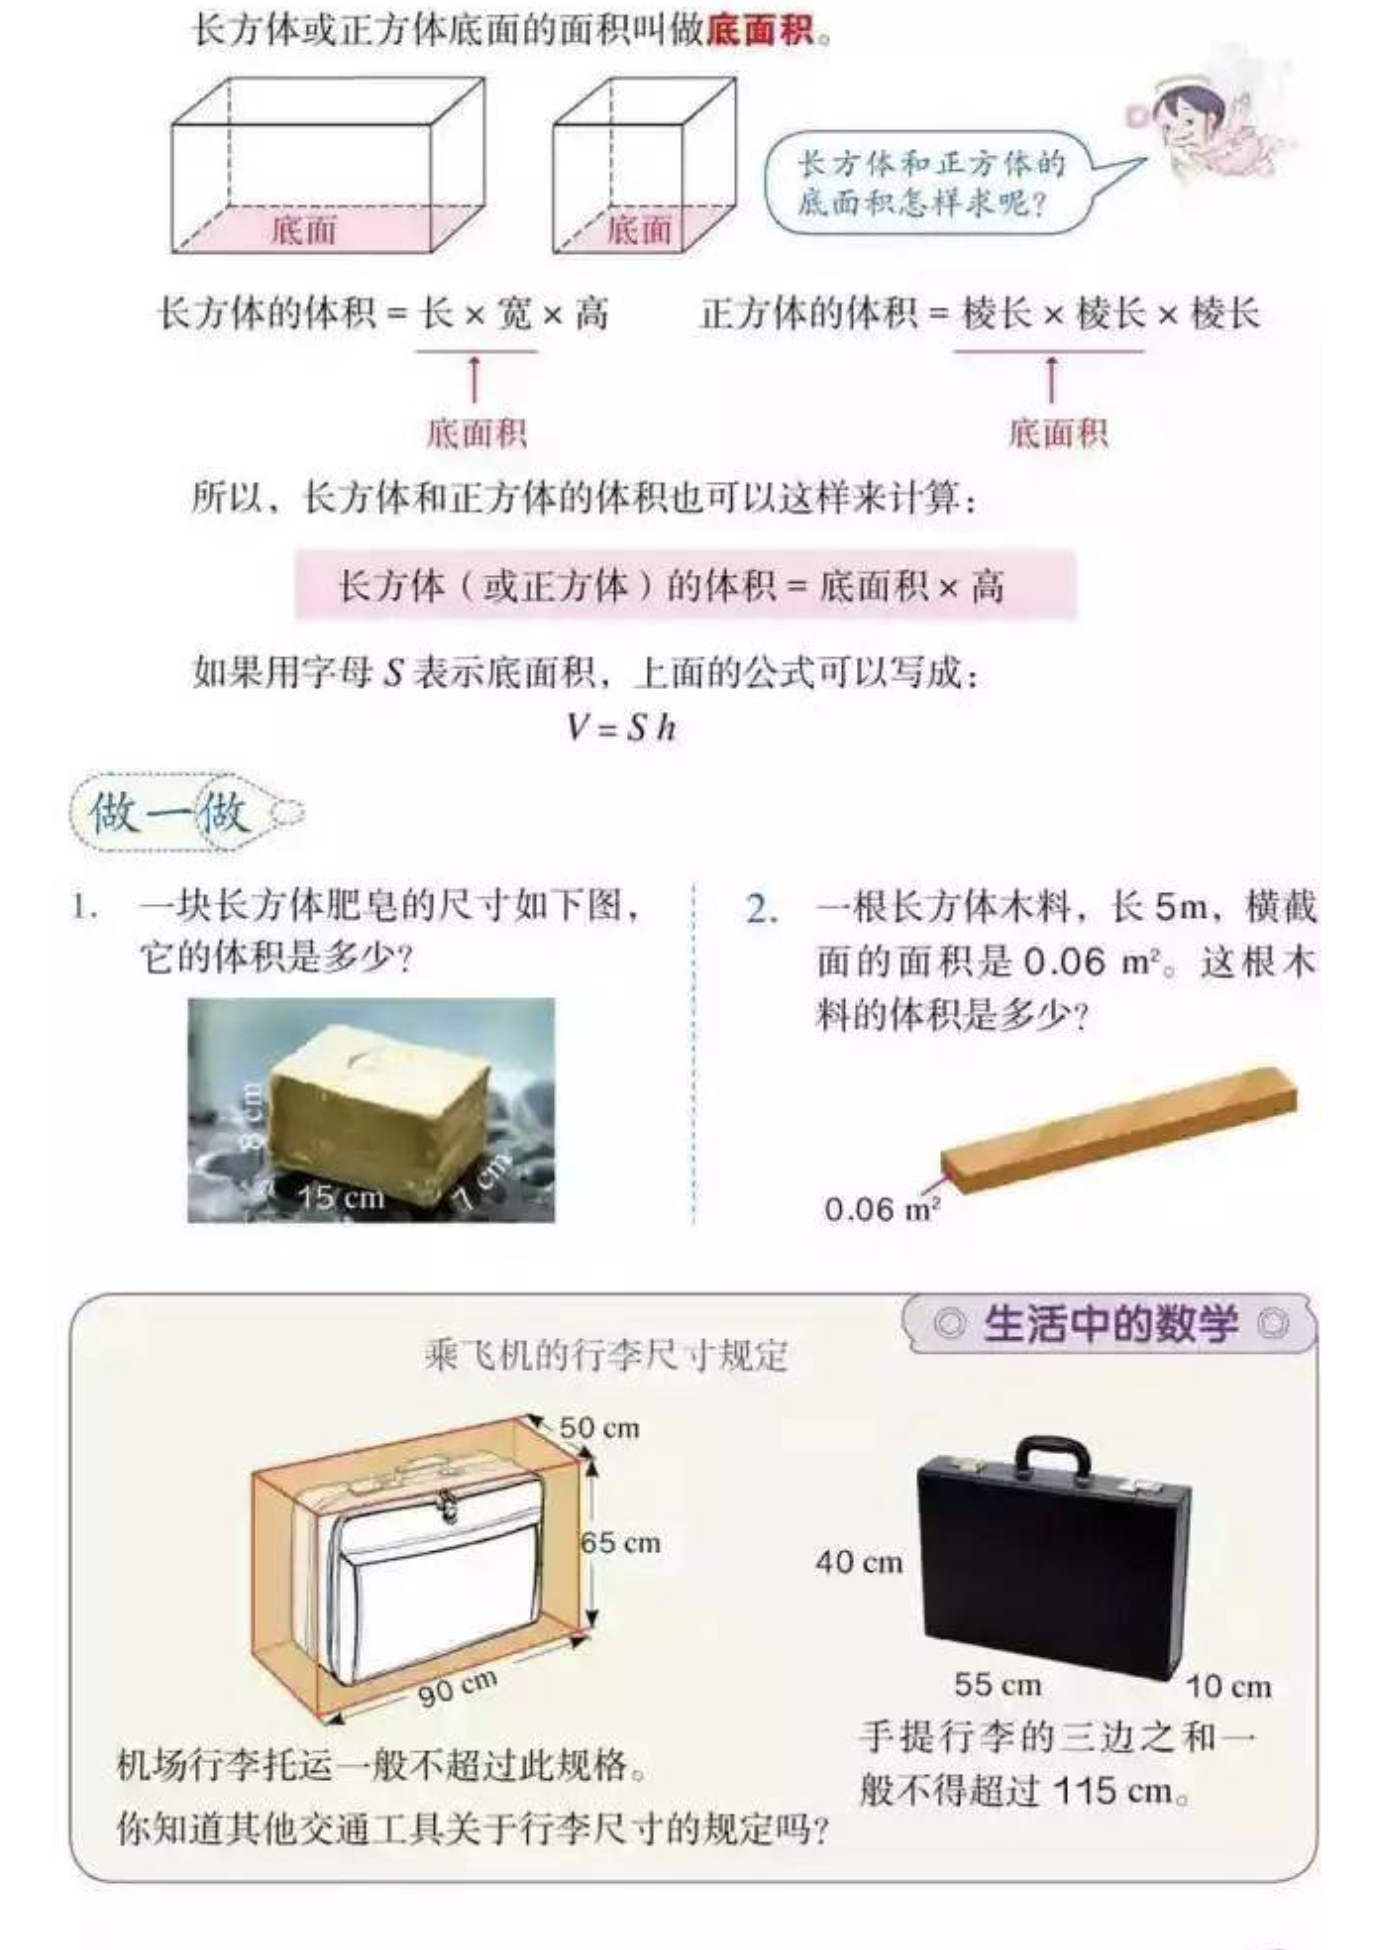 长方体或正方体底面的面积叫做底面积。
底面
底面
长方体和正方体的
底面积怎样求呢？
长方体的体积 = 长 × 宽 × 高
正方体的体积 = 棱长 × 棱长 × 棱长
底面积
底面积
所以，长方体和正方体的体积也可以这样来计算：
长方体（或正方体）的体积 = 底面积 × 高
如果用字母 S 表示底面积，上面的公式可以写成：
V = S h
做一做
1. 一块长方体肥皂的尺寸如下图，
它的体积是多少？
8 cm
15 cm
7 cm
2. 一根长方体木料，长 5m，横截
面的面积是 0.06 m²。这根木
料的体积是多少？
0.06 m²
生活中的数学
乘飞机的行李尺寸规定
50 cm
65 cm
90 cm
机场行李托运一般不超过此规格。
你知道其他交通工具关于行李尺寸的规定吗？
40 cm
55 cm
10 cm
手提行李的三边之和一
般不得超过 115 cm。